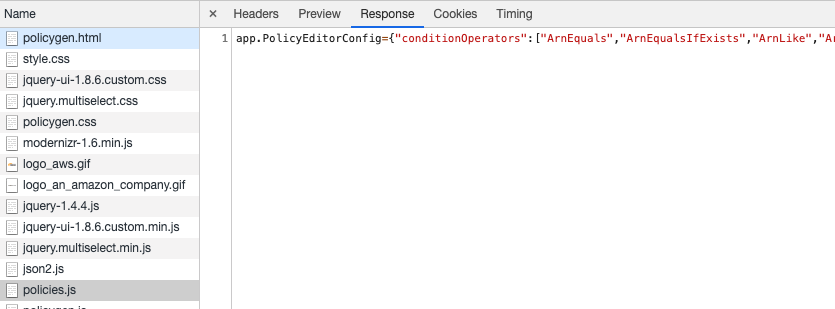 Name
× Headers Preview Response Cookies Timing
policygen.html
1 app.PolicyEditorConfig={"conditionOperators":["ArnEquals","ArnEqualsIfExists","ArnLike","Ar
style.css
jquery-ui-1.8.6.custom.css
jquery.multiselect.css
policygen.css
modernizr-1.6.min.js
logo_aws.gif
logo_an_amazon_company.gif
jquery-1.4.4.js
jquery-ui-1.8.6.custom.min.js
jquery.multiselect.min.js
json2.js
policies.js
policygen.js